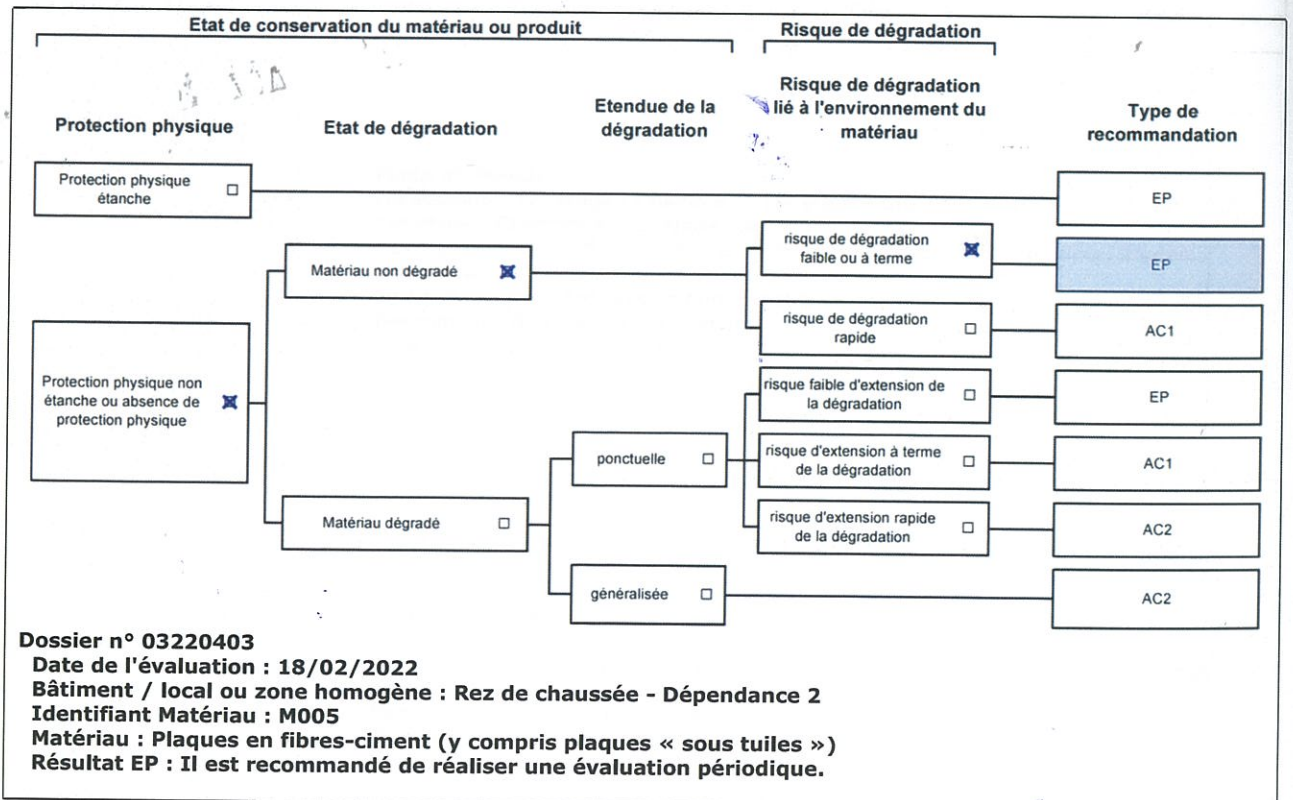 Etat de conservation du matériau ou produit
Risque de dégradation
Protection physique
Etat de dégradation
Etendue de la
dégradation
Risque de dégradation
lié à l'environnement du
matériau
Type de
recommandation
Protection physique
étanche
EP
Matériau non dégradé
risque de dégradation
faible ou à terme
EP
risque de dégradation
rapide
AC1
Protection physique non
étanche ou absence de
protection physique
risque faible d'extension de
la dégradation
EP
ponctuelle
risque d'extension à terme
de la dégradation
AC1
Matériau dégradé
risque d'extension rapide
de la dégradation
AC2
généralisée
AC2
Dossier n° 03220403
Date de l'évaluation : 18/02/2022
Bâtiment / local ou zone homogène : Rez de chaussée - Dépendance 2
Identifiant Matériau : M005
Matériau : Plaques en fibres-ciment (y compris plaques « sous tuiles »)
Résultat EP : Il est recommandé de réaliser une évaluation périodique.